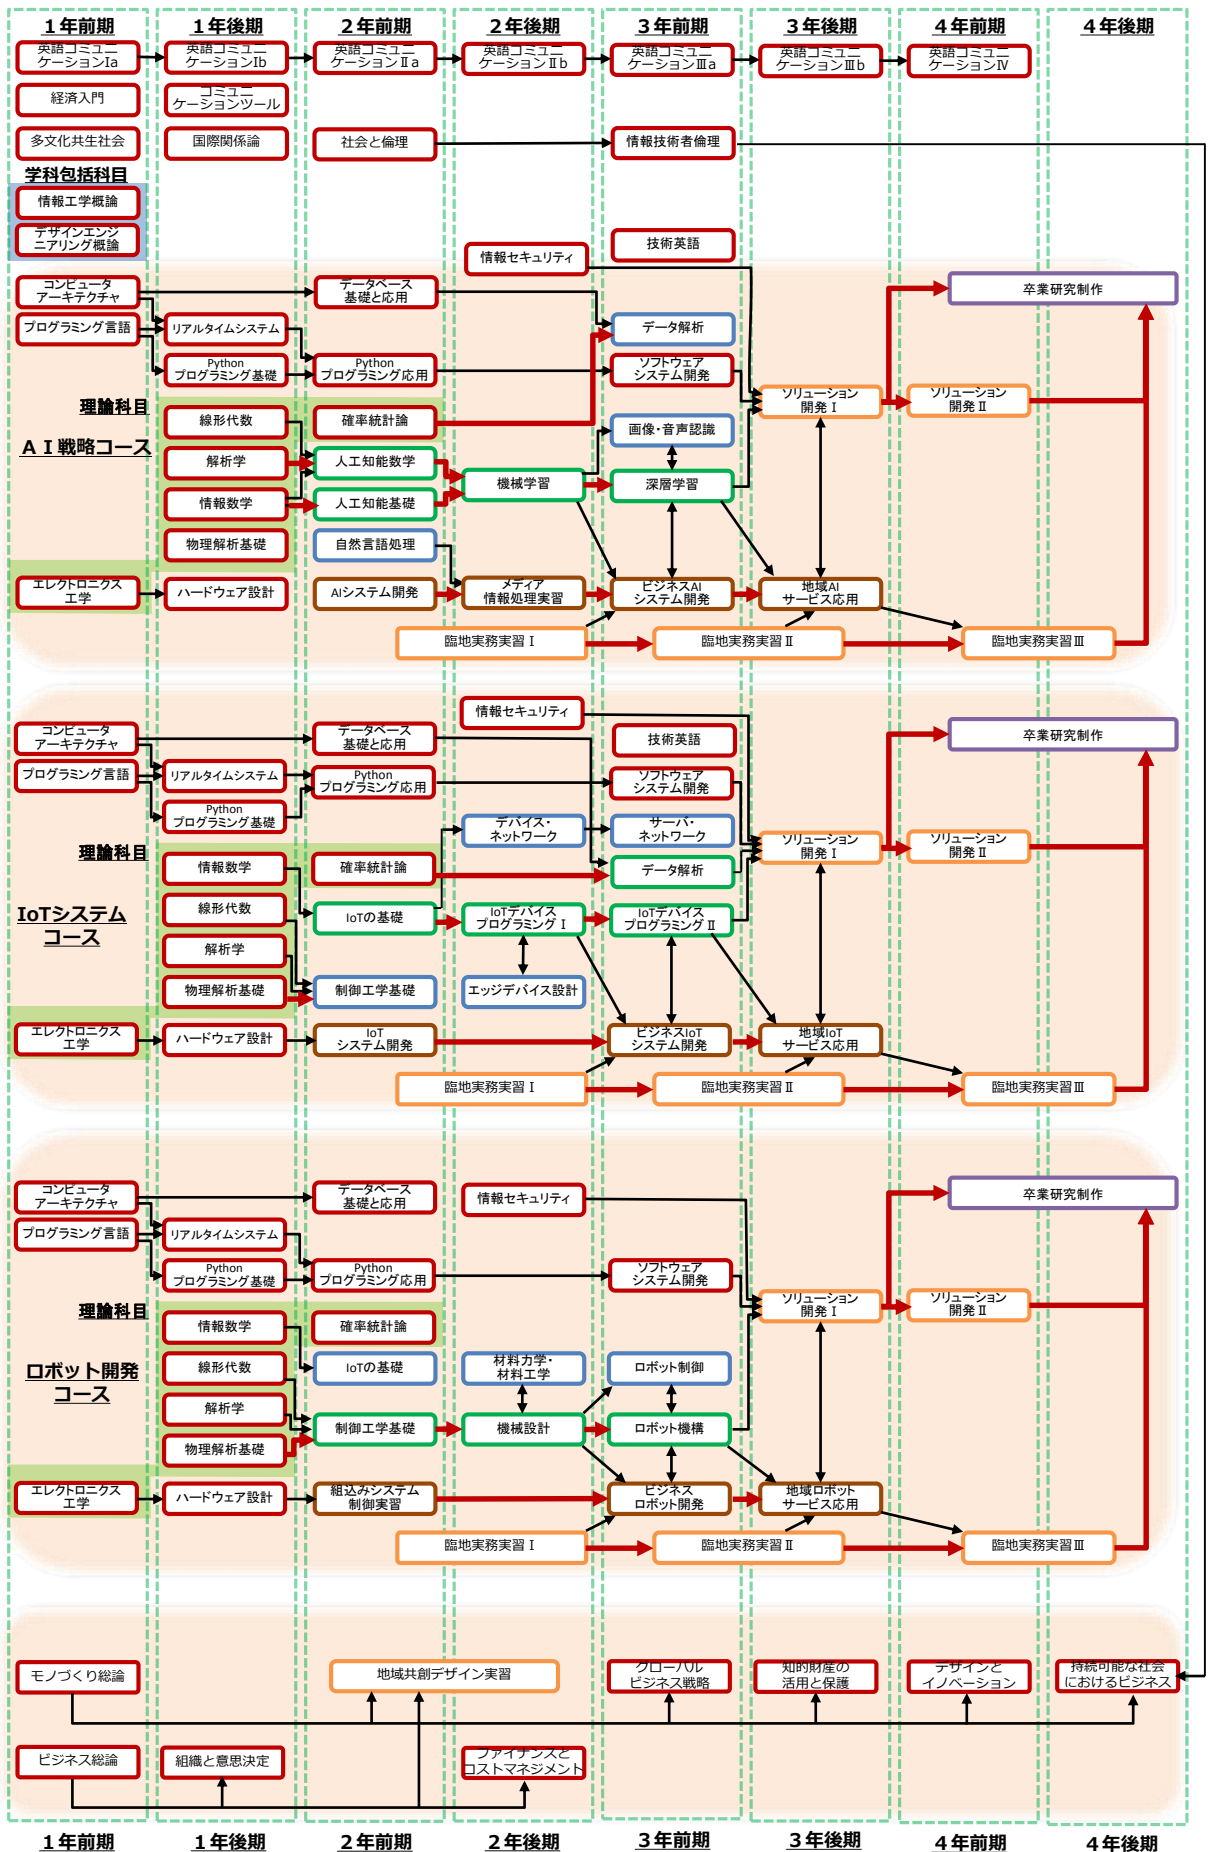 １年前期
１年後期
２年前期
２年後期
３年前期
３年後期
４年前期
４年後期
英語コミュニ
ケーションⅠa
英語コミュニ
ケーションⅠb
英語コミュニ
ケーションⅡa
英語コミュニ
ケーションⅡb
英語コミュニ
ケーションⅢa
英語コミュニ
ケーションⅢb
英語コミュニ
ケーションⅣ
経済入門
コミュニ
ケーションツール
多文化共生社会
国際関係論
社会と倫理
情報技術者倫理
学科包括科目
情報工学概論
デザインエンジ
ニアリング概論
技術英語
情報セキュリティ
コンピュータ
アーキテクチャ
データベース
基礎と応用
卒業研究制作
プログラミング言語
リアルタイムシステム
データ解析
Python
プログラミング基礎
Python
プログラミング応用
ソフトウェア
システム開発
ソリューション
開発Ⅰ
ソリューション
開発Ⅱ
理論科目
線形代数
確率統計論
画像・音声認識
ＡＩ戦略コース
解析学
人工知能数学
機械学習
深層学習
情報数学
人工知能基礎
物理解析基礎
自然言語処理
エレクトロニクス
工学
ハードウェア設計
AIシステム開発
メディア
情報処理実習
ビジネスAI
システム開発
地域AI
サービス応用
臨地実務実習Ⅰ
臨地実務実習Ⅱ
臨地実務実習Ⅲ
情報セキュリティ
コンピュータ
アーキテクチャ
データベース
基礎と応用
技術英語
卒業研究制作
プログラミング言語
リアルタイムシステム
Python
プログラミング応用
ソフトウェア
システム開発
Python
プログラミング基礎
デバイス・
ネットワーク
サーバ・
ネットワーク
ソリューション
開発Ⅰ
ソリューション
開発Ⅱ
理論科目
情報数学
確率統計論
データ解析
IoTシステム
コース
線形代数
IoTの基礎
IoTデバイス
プログラミングⅠ
IoTデバイス
プログラミングⅡ
解析学
物理解析基礎
制御工学基礎
エッジデバイス設計
エレクトロニクス
工学
ハードウェア設計
IoT
システム開発
ビジネスIoT
システム開発
地域IoT
サービス応用
臨地実務実習Ⅰ
臨地実務実習Ⅱ
臨地実務実習Ⅲ
コンピュータ
アーキテクチャ
データベース
基礎と応用
情報セキュリティ
卒業研究制作
プログラミング言語
リアルタイムシステム
Python
プログラミング基礎
Python
プログラミング応用
ソフトウェア
システム開発
ソリューション
開発Ⅰ
ソリューション
開発Ⅱ
理論科目
情報数学
確率統計論
ロボット開発
コース
線形代数
IoTの基礎
材料力学・
材料工学
ロボット制御
解析学
制御工学基礎
機械設計
ロボット機構
物理解析基礎
エレクトロニクス
工学
ハードウェア設計
組込みシステム
制御実習
ビジネス
ロボット開発
地域ロボット
サービス応用
臨地実務実習Ⅰ
臨地実務実習Ⅱ
臨地実務実習Ⅲ
モノづくり総論
地域共創デザイン実習
グローバル
ビジネス戦略
知的財産の
活用と保護
デザインと
イノベーション
持続可能な社会
におけるビジネス
ビジネス総論
組織と意思決定
ファイナンスと
コストマネジメント
１年前期
１年後期
２年前期
２年後期
３年前期
３年後期
４年前期
４年後期